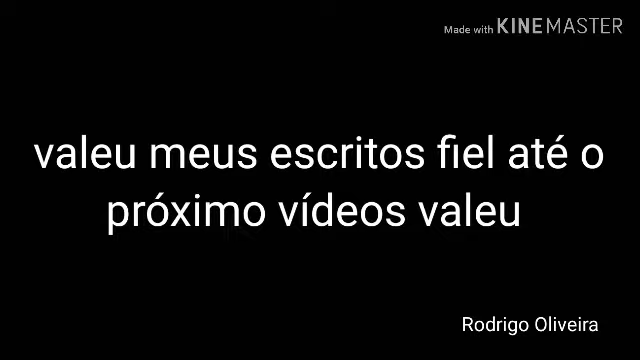 Made with KINEMASTER
valeu meus escritos fiel até o
próximo vídeos valeu
Rodrigo Oliveira